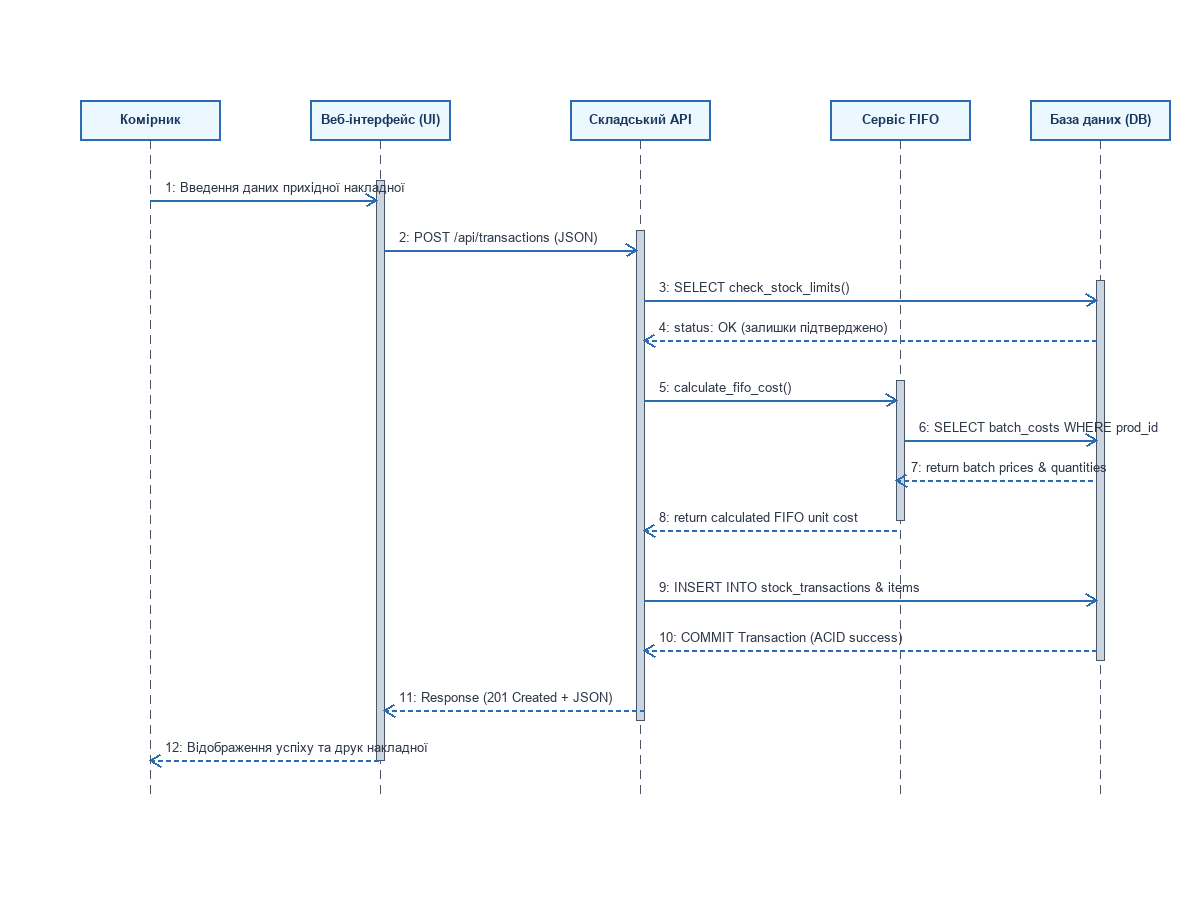 Комірник
Веб-інтерфейс (UI)
Складський API
Сервіс FIFO
База даних (DB)
1: Введення даних прихідної накладної
2: POST /api/transactions (JSON)
3: SELECT check_stock_limits()
4: status: OK (залишки підтверджено)
5: calculate_fifo_cost()
6: SELECT batch_costs WHERE prod_id
7: return batch prices & quantities
8: return calculated FIFO unit cost
9: INSERT INTO stock_transactions & items
10: COMMIT Transaction (ACID success)
11: Response (201 Created + JSON)
12: Відображення успіху та друк накладної